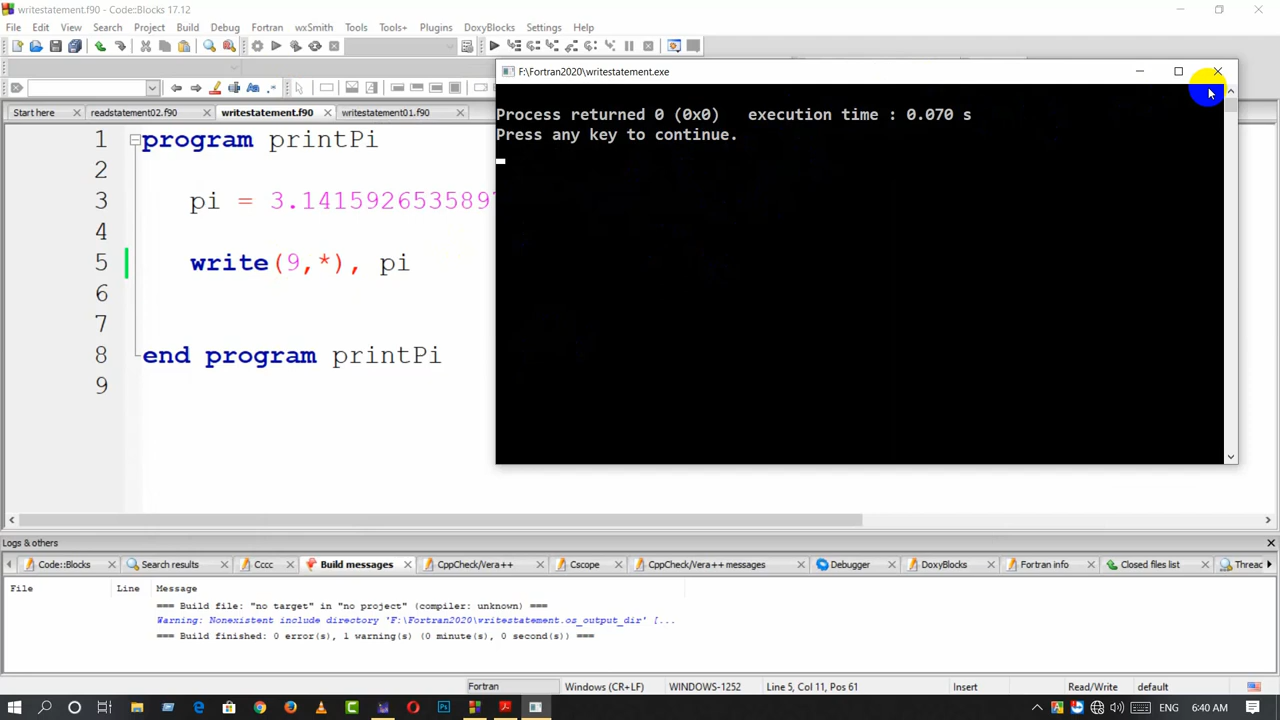 writestatement.f90 - Code::Blocks 17.12
File Edit View Search Project Build Debug Fortran wxSmith Tools Tools+ Plugins DoxyBlocks Settings Help
F:\Fortran2020\writestatement.exe
Start here readstatement02.f90 writestatement.f90 writestatement01.f90
Process returned 0 (0x0) execution time : 0.070 s
Press any key to continue.
1 program printPi
2
3 pi = 3.1415926535897
4
5 write(9,*), pi
6
7
8 end program printPi
9
Logs & others
Code::Blocks Search results Cccc Build messages CppCheck/Vera++ Cscope CppCheck/Vera++ messages Debugger DoxyBlocks Fortran info Closed files list Threa
File Line Message
=== Build file: "no target" in "no project" (compiler: unknown) ===
Warning: Nonexistent include directory 'F:\Fortran2020\writestatement.os_output_dir' [...
=== Build finished: 0 error(s), 1 warning(s) (0 minute(s), 0 second(s)) ===
Fortran Windows (CR+LF) WINDOWS-1252 Line 5, Col 11, Pos 61 Insert Read/Write default
ENG 6:40 AM